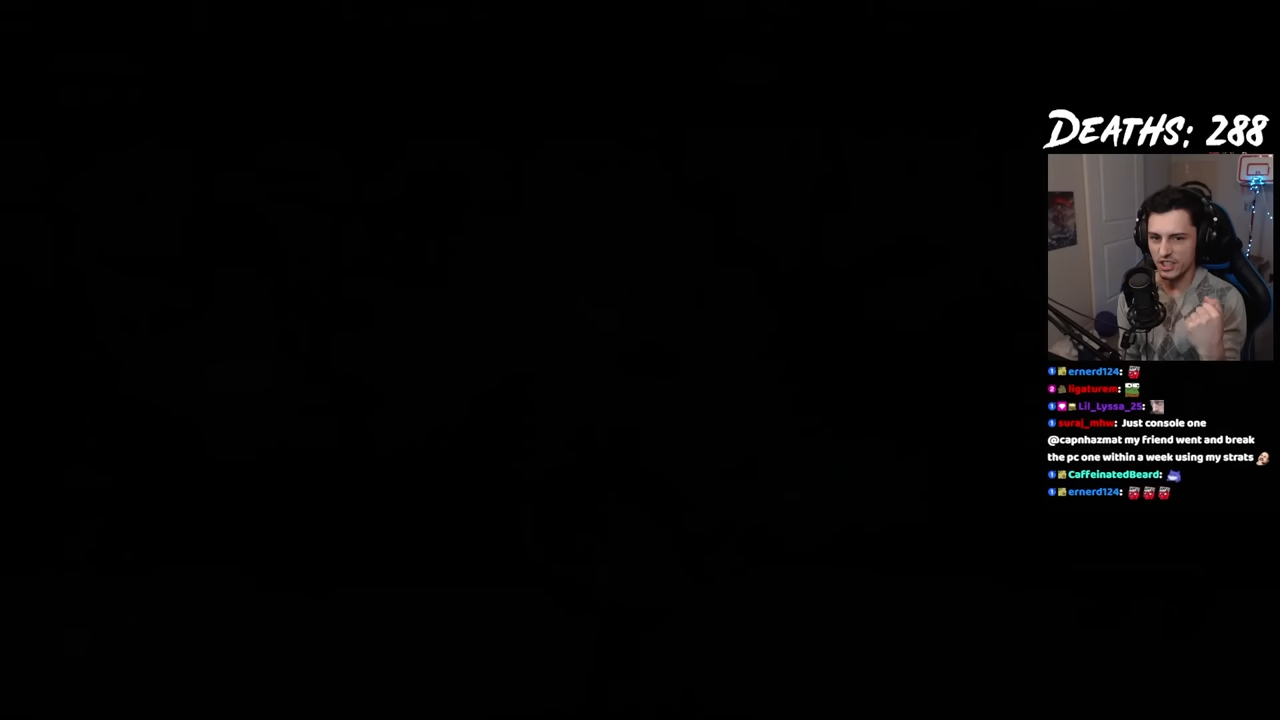 DEATHS: 288
ernerd124:
ligaturem:
Lil_Lyssa_25:
suraj_mhw: Just console one
@capnhazmat my friend went and break
the pc one within a week using my strats
CaffeinatedBeard:
ernerd124: